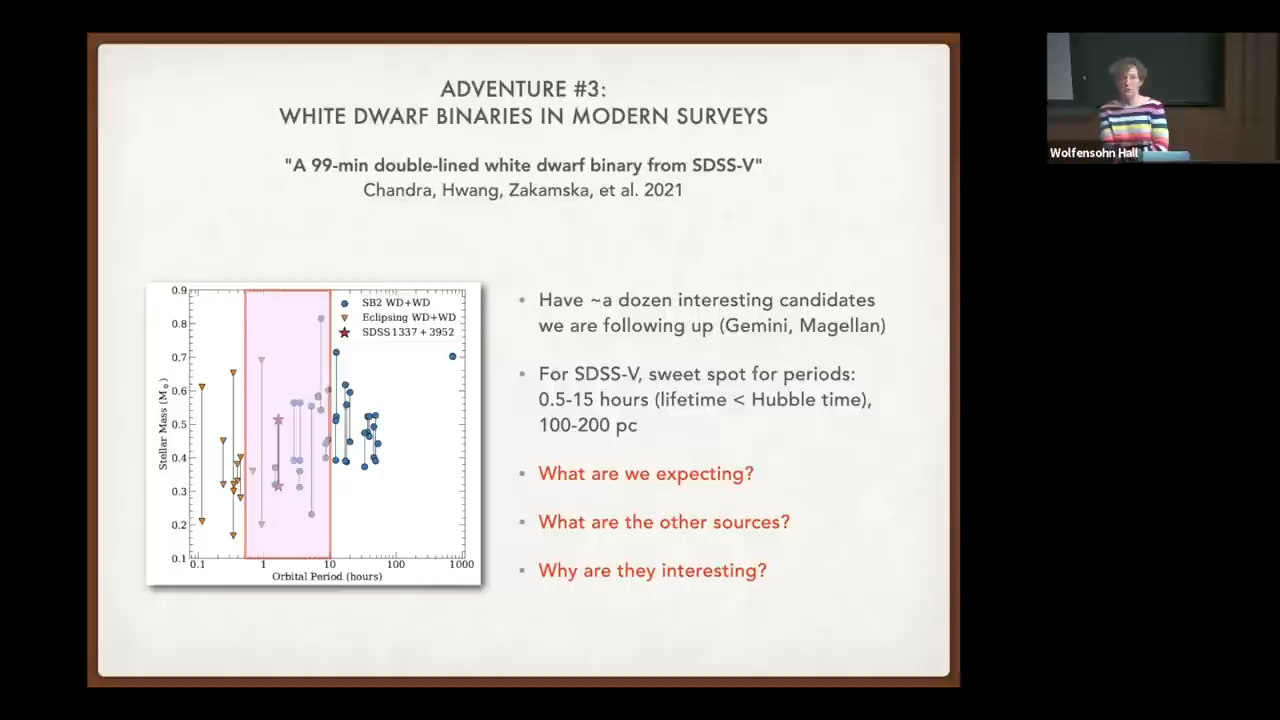 ADVENTURE #3:
WHITE DWARF BINARIES IN MODERN SURVEYS
"A 99-min double-lined white dwarf binary from SDSS-V"
Chandra, Hwang, Zakamska, et al. 2021
Wolfensohn Hall
0.9
0.8
0.7
0.6
0.5
0.4
0.3
0.2
0.1
Stellar Mass (M⊙)
SB2 WD+WD
Eclipsing WD+WD
SDSS 1337 + 3952
0.1 1 10 100 1000
Orbital Period (hours)
• Have ~a dozen interesting candidates
we are following up (Gemini, Magellan)
• For SDSS-V, sweet spot for periods:
0.5-15 hours (lifetime < Hubble time),
100-200 pc
• What are we expecting?
• What are the other sources?
• Why are they interesting?